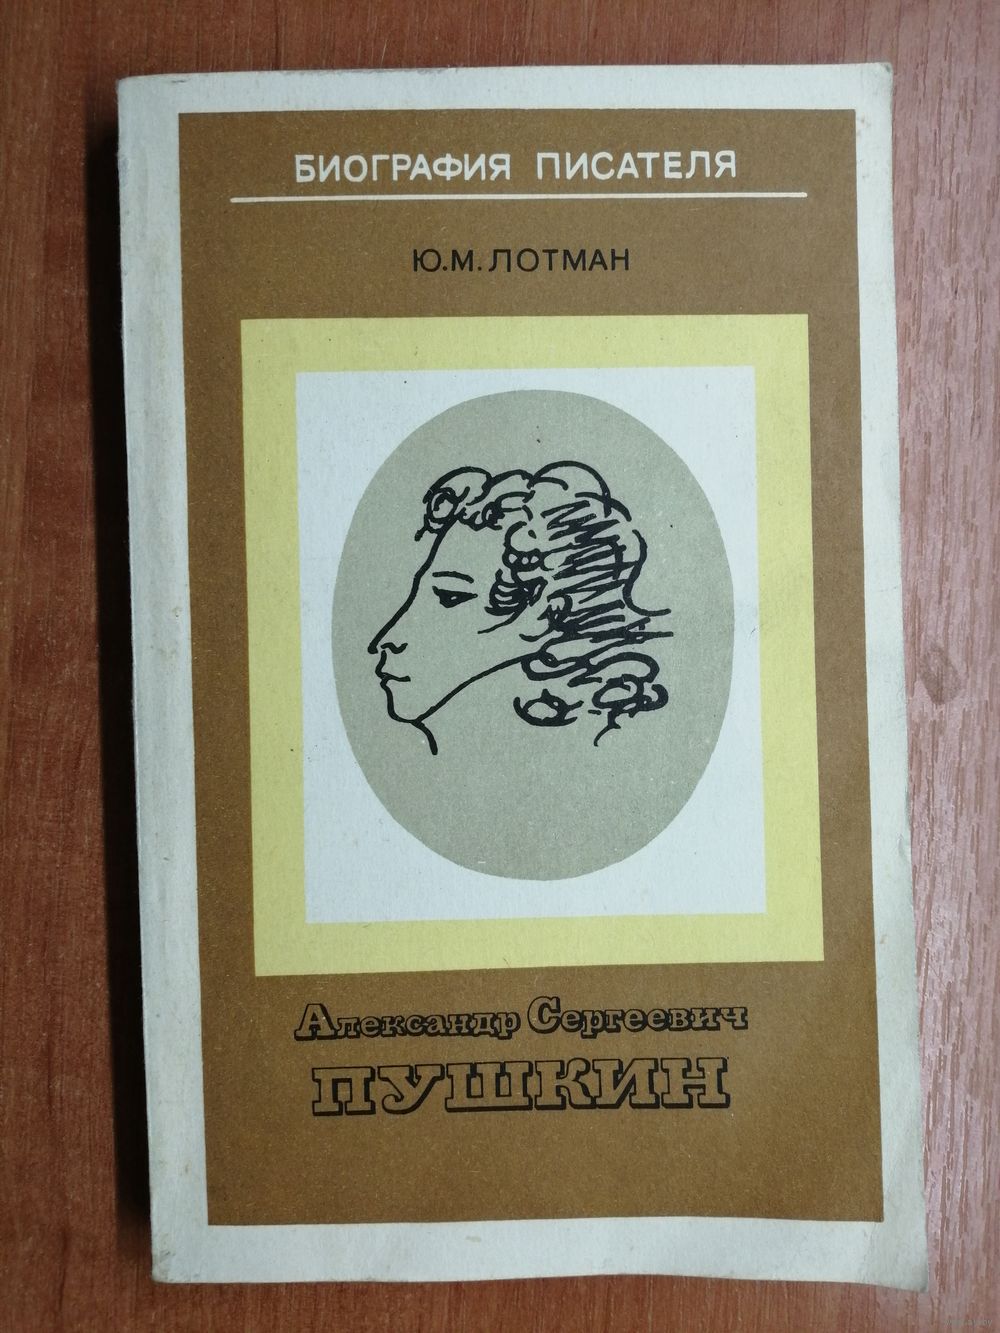 БИОГРАФИЯ ПИСАТЕЛЯ
Ю.М.ЛОТМАН
Александр Сергеевич
ПУШКИН